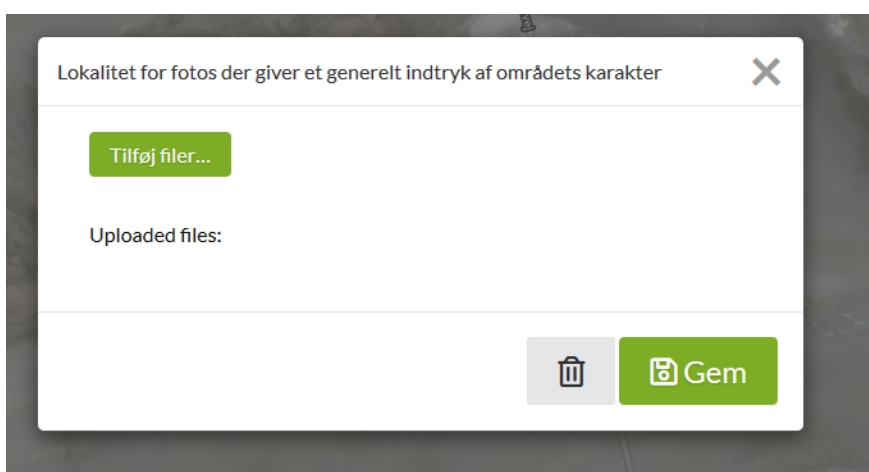 Lokalitet for fotos der giver et generelt indtryk af områdets karakter
Tilføj filer...
Uploaded files:
Gem